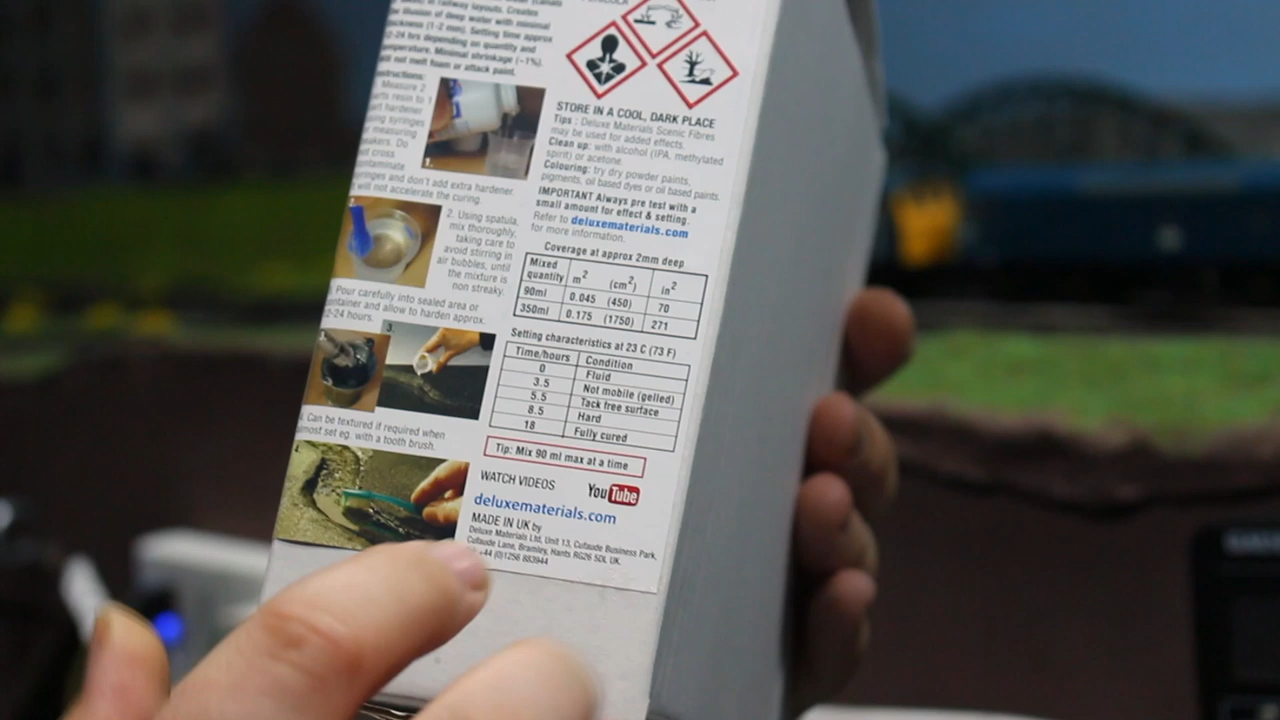 in railway layouts. Creates
illusion of deep water with minimal
thickness (1-2 mm). Setting time approx
12-24 hrs depending on quantity and
temperature. Minimal shrinkage (~1%).
not melt foam or attack paint.
Instructions:
Measure 2
parts resin to 1
part hardener
using syringes
or measuring
beakers. Do
not cross
contaminate
syringes and don't add extra hardener.
will not accelerate the curing.
1.
2. Using spatula,
mix thoroughly,
taking care to
avoid stirring in
air bubbles, until
the mixture is
non streaky.
Pour carefully into sealed area or
container and allow to harden approx.
12-24 hours.
3.
Can be textured if required when
almost set eg. with a tooth brush.
4.
STORE IN A COOL, DARK PLACE
Tips : Deluxe Materials Scenic Fibres
may be used for added effects.
Clean up: with alcohol (IPA, methylated
spirit) or acetone.
Colouring: try dry powder paints,
pigments, oil based dyes or oil based paints.
IMPORTANT Always pre test with a
small amount for effect & setting.
Refer to deluxematerials.com
for more information.
Coverage at approx 2mm deep
Mixed quantity m² (cm²) in²
90ml 0.045 (450) 70
350ml 0.175 (1750) 271
Setting characteristics at 23 C (73 F)
Time/hours Condition
0 Fluid
3.5 Not mobile (gelled)
5.5 Tack free surface
8.5 Hard
18 Fully cured
Tip: Mix 90 ml max at a time
WATCH VIDEOS YouTube
deluxematerials.com
MADE IN UK by
Deluxe Materials Ltd, Unit 13, Cufaude Business Park,
Cufaude Lane, Bramley, Hants RG26 5DL UK.
+44 (0)1256 883944